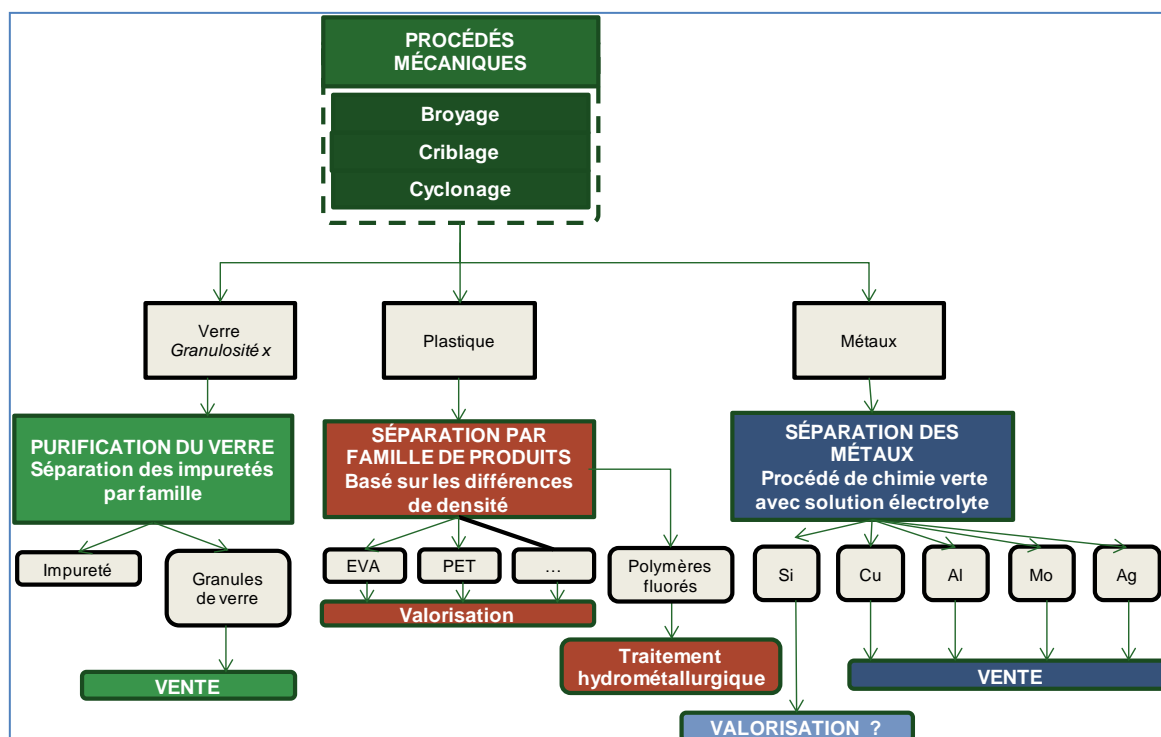 PROCÉDÉS
MÉCANIQUES
Broyage
Criblage
Cyclonage
Verre
Granulosité x
Plastique
Métaux
PURIFICATION DU VERRE
Séparation des impuretés
par famille
SÉPARATION PAR
FAMILLE DE PRODUITS
Basé sur les différences
de densité
SÉPARATION DES
MÉTAUX
Procédé de chimie verte
avec solution électrolyte
Impureté
Granules
de verre
EVA
PET
...
Polymères
fluorés
Si
Cu
Al
Mo
Ag
Valorisation
Traitement
hydrométallurgique
VENTE
VENTE
VALORISATION ?